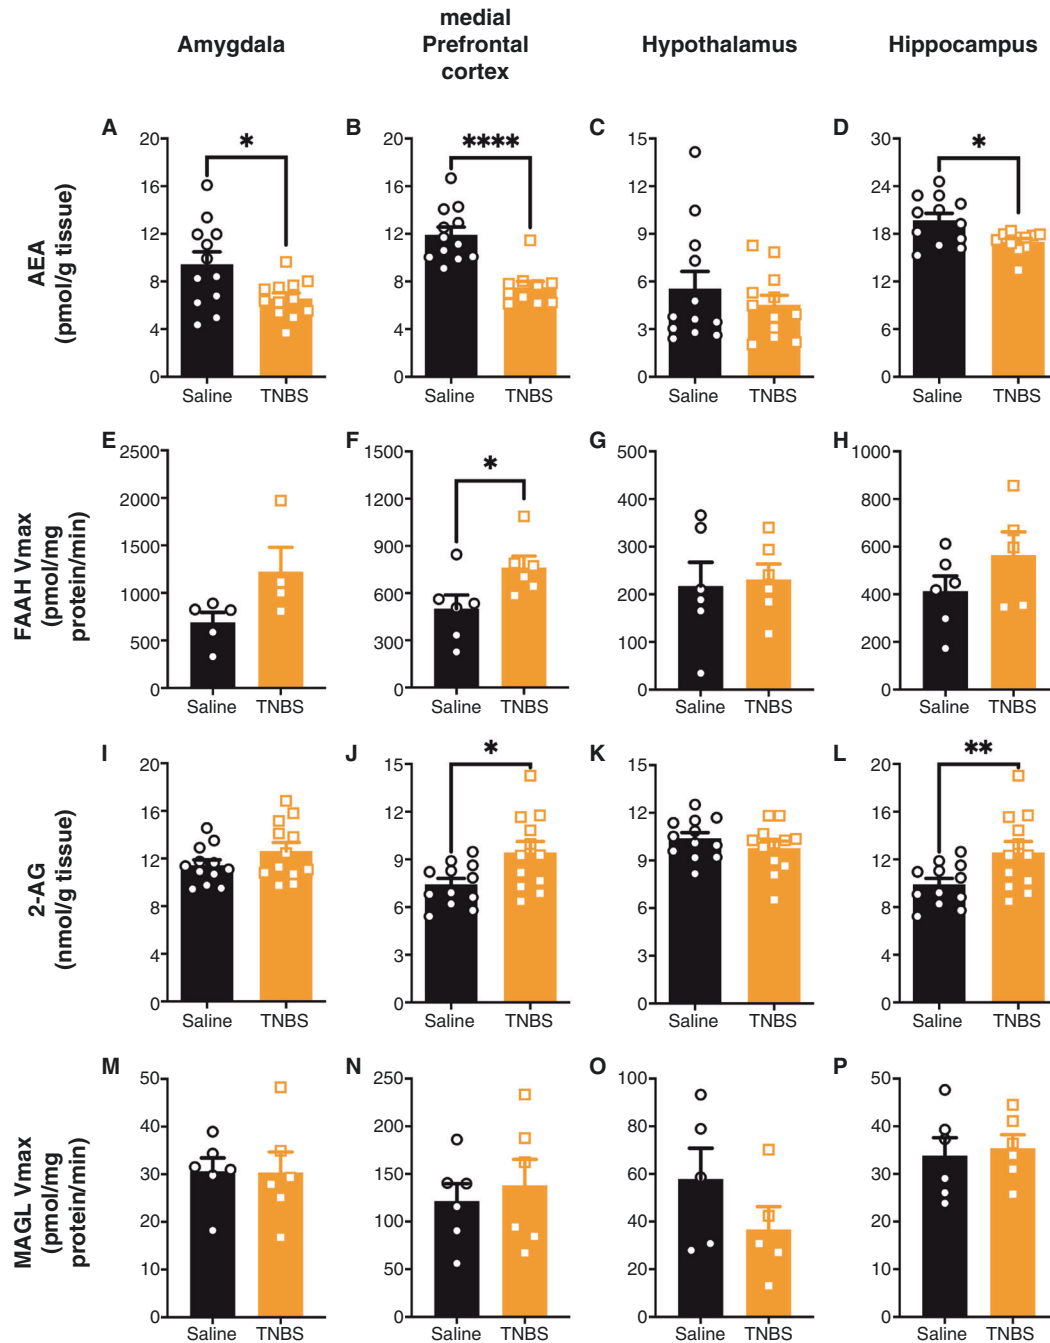 Amygdala
medial
Prefrontal
cortex
Hypothalamus
Hippocampus
AEA
(pmol/g tissue)
A
20
16
12
8
4
0
*
Saline
TNBS
B
20
16
12
8
4
0
****
Saline
TNBS
C
15
12
9
6
3
0
Saline
TNBS
D
30
24
18
12
6
0
*
Saline
TNBS
FAAH Vmax
(pmol/mg
protein/min)
E
2500
2000
1500
1000
500
0
Saline
TNBS
F
1500
1200
900
600
300
0
*
Saline
TNBS
G
500
400
300
200
100
0
Saline
TNBS
H
1000
800
600
400
200
0
Saline
TNBS
2-AG
(nmol/g tissue)
I
20
16
12
8
4
0
Saline
TNBS
J
15
12
9
6
3
0
*
Saline
TNBS
K
15
12
9
6
3
0
Saline
TNBS
L
20
16
12
8
4
0
**
Saline
TNBS
MAGL Vmax
(pmol/mg
protein/min)
M
50
40
30
20
10
0
Saline
TNBS
N
250
200
150
100
50
0
Saline
TNBS
O
100
80
60
40
20
0
Saline
TNBS
P
50
40
30
20
10
0
Saline
TNBS